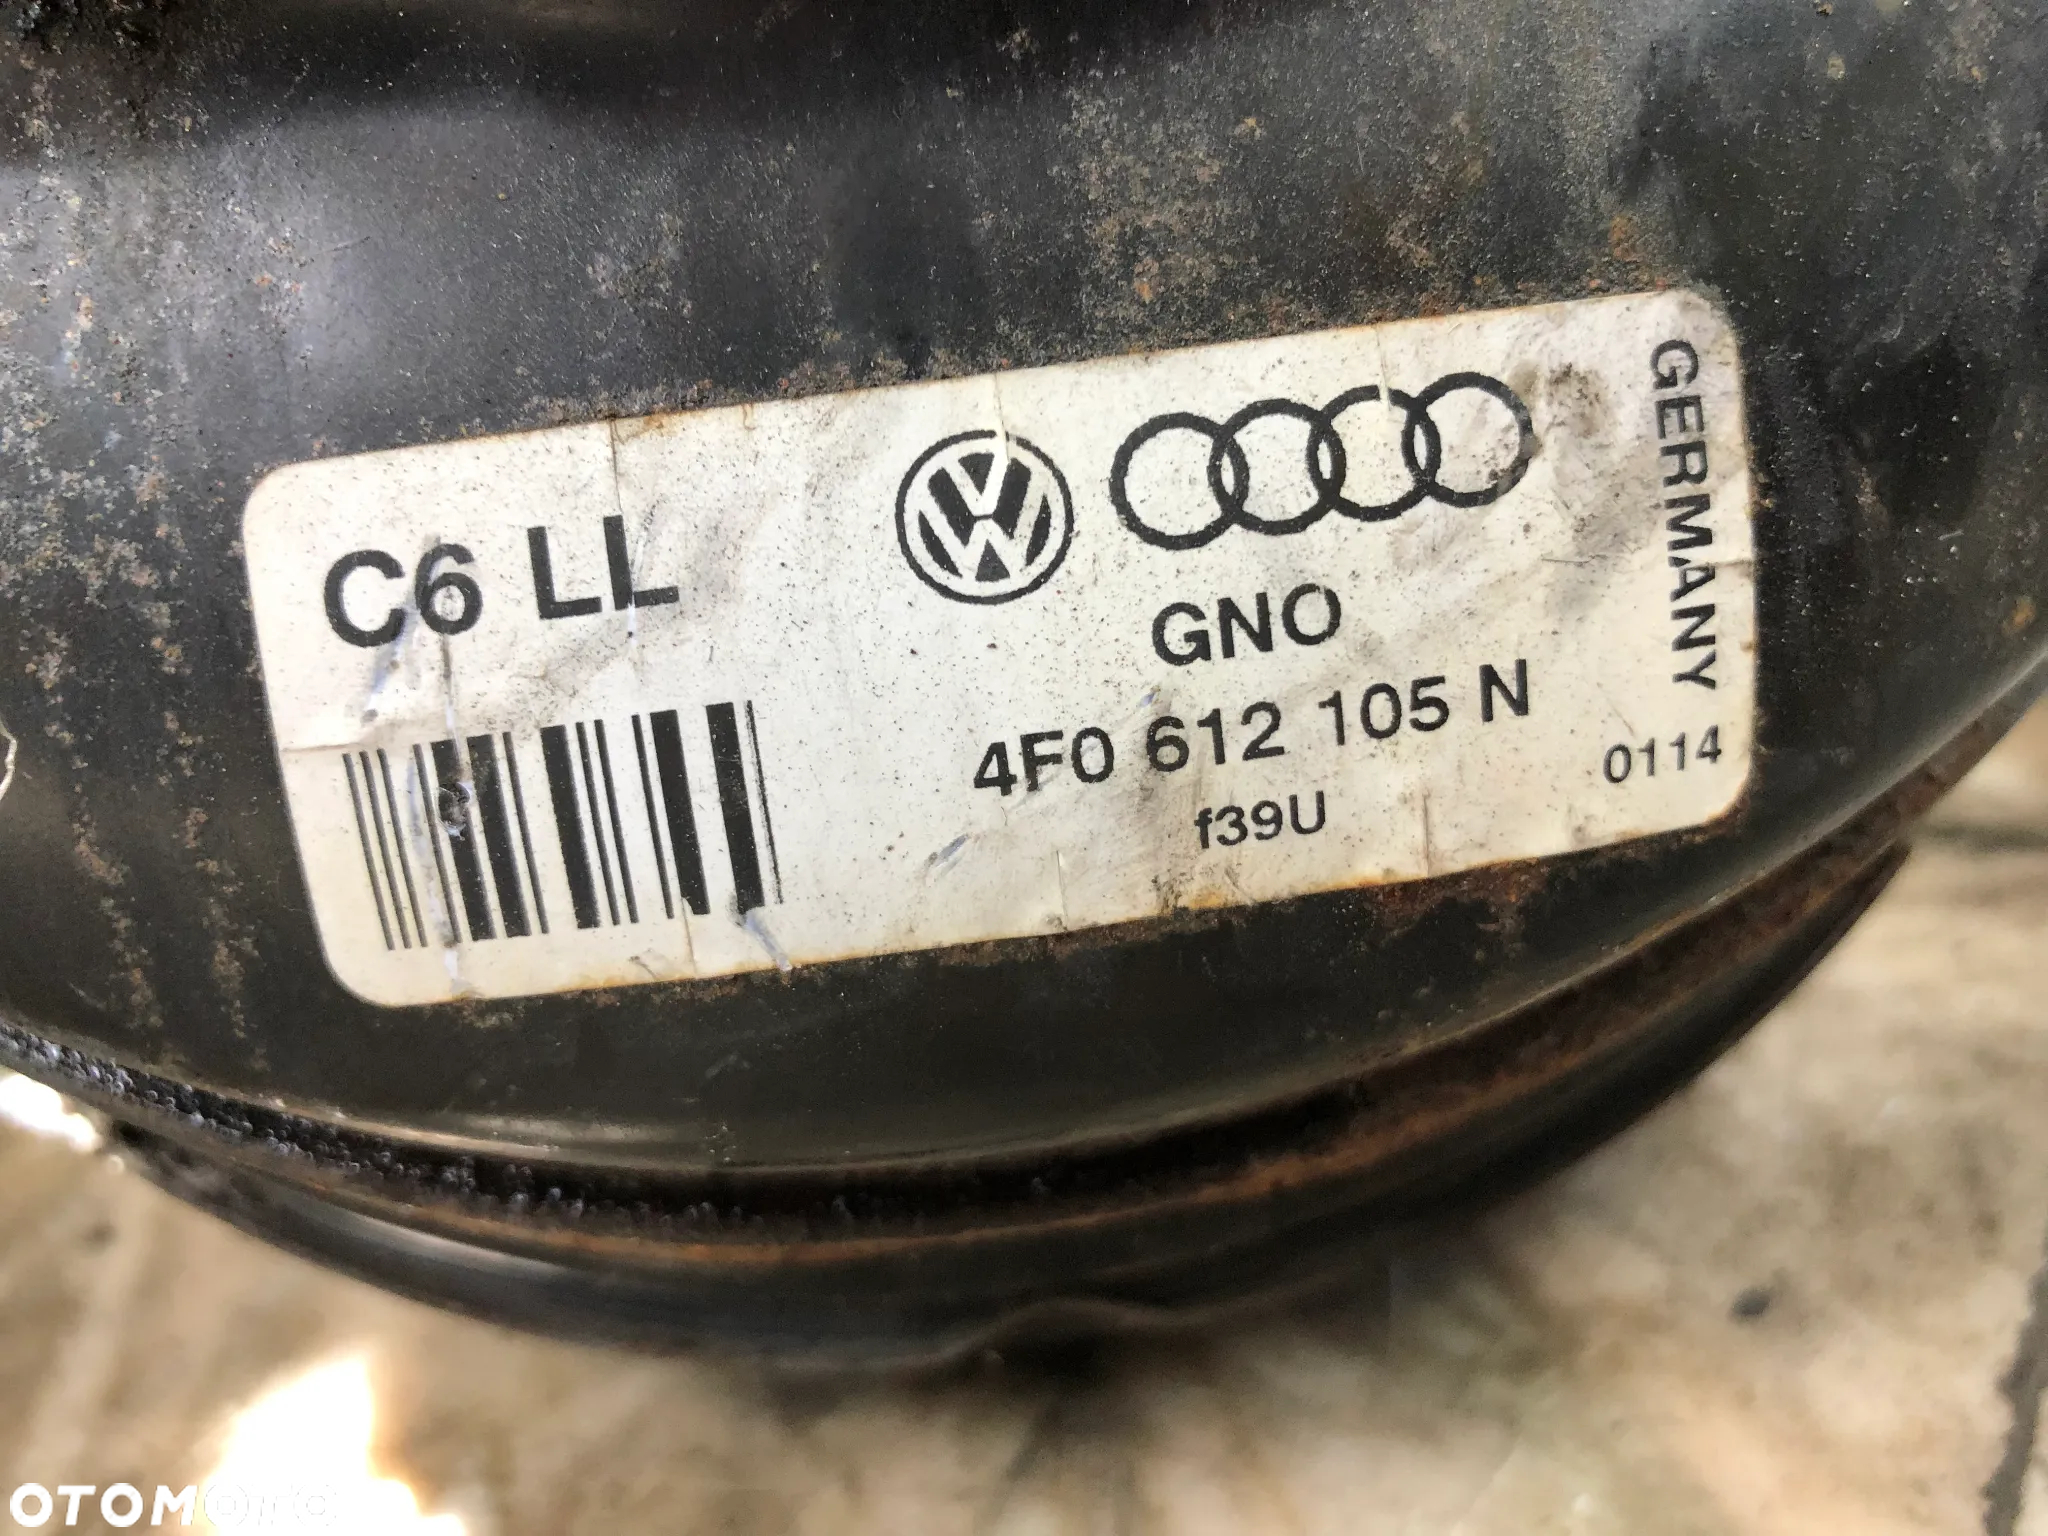 C6 LL
GNO
4F0 612 105 N
f39U
GERMANY
0114
OTOMOTO